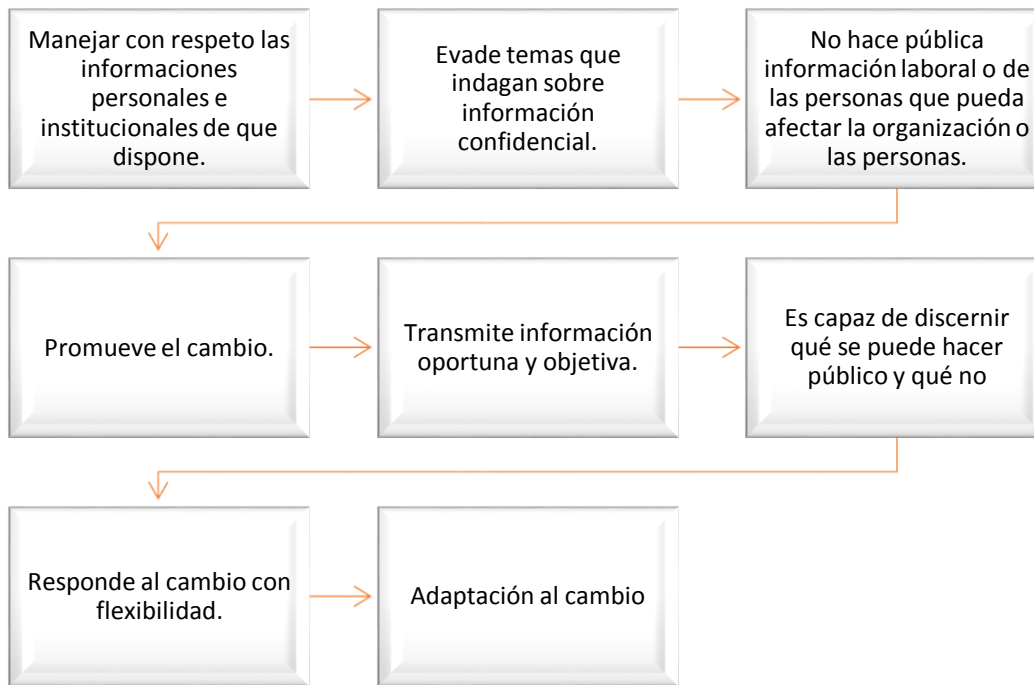 Manejar con respeto las
informaciones
personales e
institucionales de que
dispone.
Evade temas que
indagan sobre
información
confidencial.
No hace pública
información laboral o de
las personas que pueda
afectar la organización o
las personas.
Promueve el cambio.
Transmite información
oportuna y objetiva.
Es capaz de discernir
qué se puede hacer
público y qué no
Responde al cambio con
flexibilidad.
Adaptación al cambio